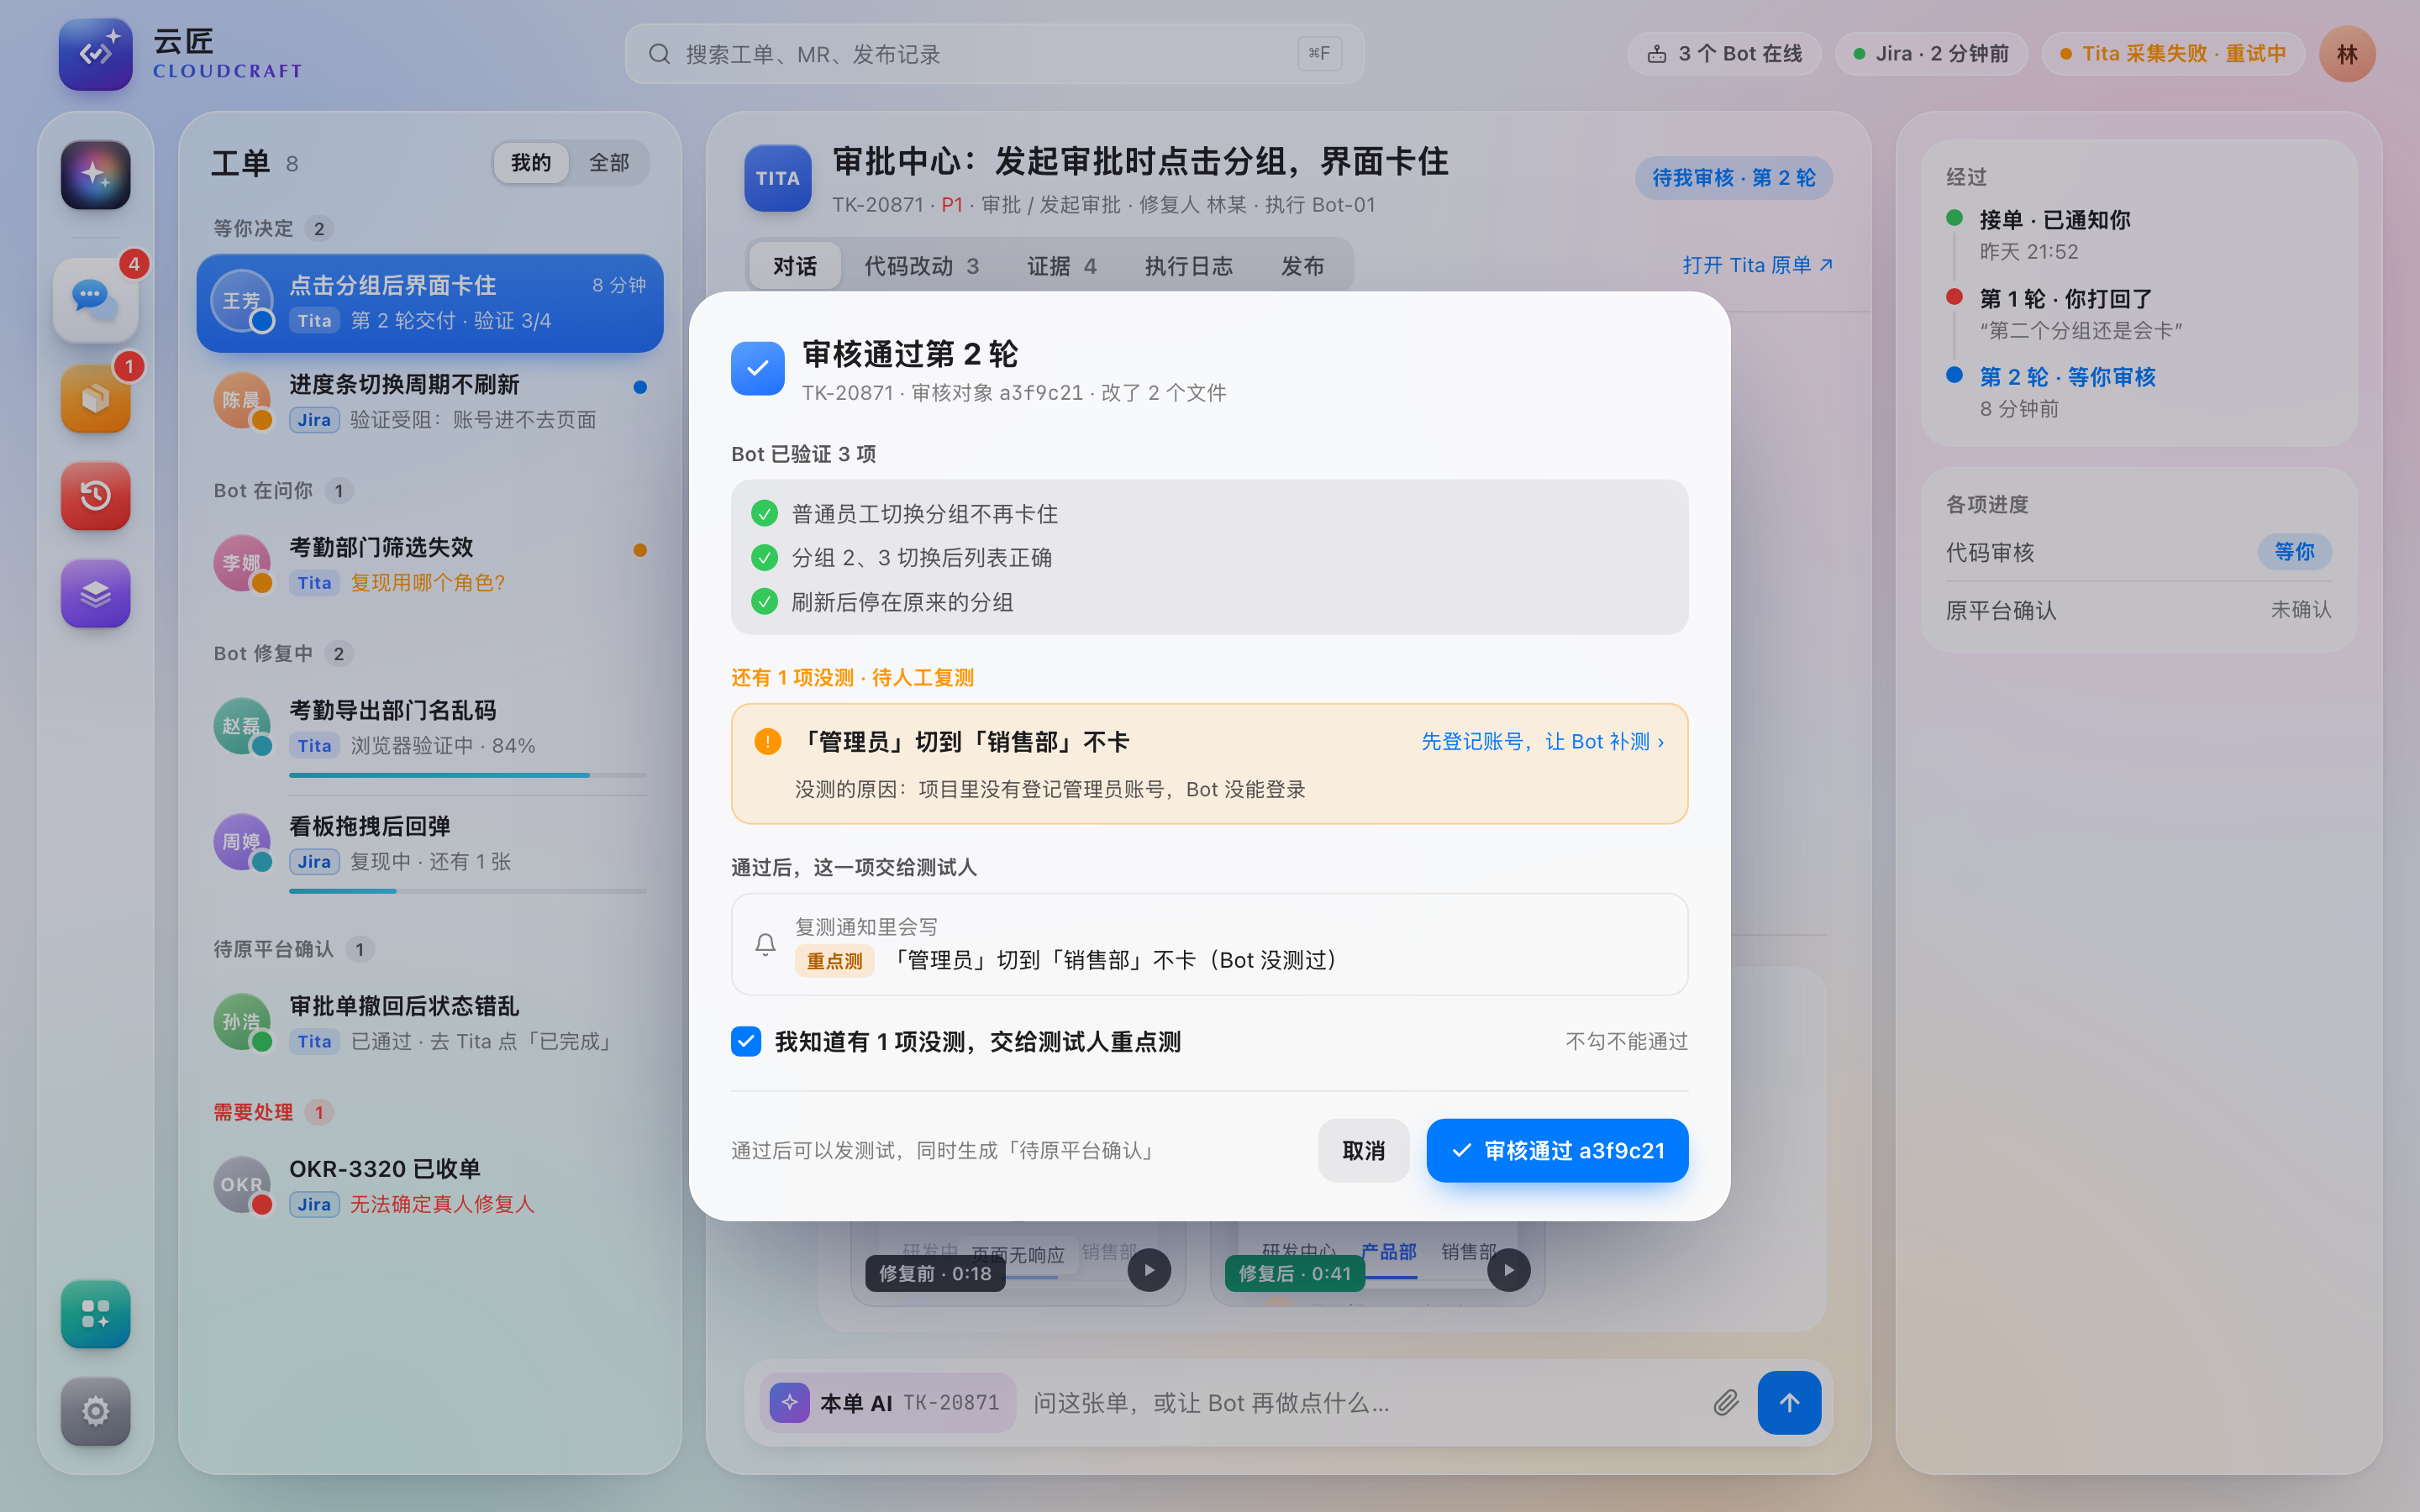 云匠
CLOUDCRAFT
搜索工单、MR、发布记录
⌘F
3 个 Bot 在线
Jira · 2 分钟前
Tita 采集失败 · 重试中
林
4
1
工单 8
我的 全部
等你决定 2
王芳
点击分组后界面卡住
8 分钟
Tita 第 2 轮交付 · 验证 3/4
陈晨
进度条切换周期不刷新
Jira 验证受阻：账号进不去页面
Bot 在问你 1
李娜
考勤部门筛选失效
Tita 复现用哪个角色?
Bot 修复中 2
赵磊
考勤导出部门名乱码
Tita 浏览器验证中 · 84%
周婷
看板拖拽后回弹
Jira 复现中 · 还有 1 张
待原平台确认 1
孙浩
审批单撤回后状态错乱
Tita 已通过 · 去 Tita 点「已完成」
需要处理 1
OKR
OKR-3320 已收单
Jira 无法确定真人修复人
TITA
审批中心：发起审批时点击分组，界面卡住
TK-20871 · P1 · 审批 / 发起审批 · 修复人 林某 · 执行 Bot-01
待我审核 · 第 2 轮
对话 代码改动 3 证据 4 执行日志 发布
打开 Tita 原单 ↗
审核通过第 2 轮
TK-20871 · 审核对象 a3f9c21 · 改了 2 个文件
Bot 已验证 3 项
普通员工切换分组不再卡住
分组 2、3 切换后列表正确
刷新后停在原来的分组
还有 1 项没测 · 待人工复测
「管理员」切到「销售部」不卡
先登记账号，让 Bot 补测 ›
没测的原因：项目里没有登记管理员账号，Bot 没能登录
通过后，这一项交给测试人
复测通知里会写
重点测 「管理员」切到「销售部」不卡（Bot 没测过）
我知道有 1 项没测，交给测试人重点测
不勾不能通过
通过后可以发测试，同时生成「待原平台确认」
取消
审核通过 a3f9c21
研发中
页面无响应
销售部
修复前 · 0:18
研发中心 产品部 销售部
修复后 · 0:41
本单 AI TK-20871
问这张单，或让 Bot 再做点什么...
经过
接单 · 已通知你
昨天 21:52
第 1 轮 · 你打回了
“第二个分组还是会卡”
第 2 轮 · 等你审核
8 分钟前
各项进度
代码审核 等你
原平台确认 未确认